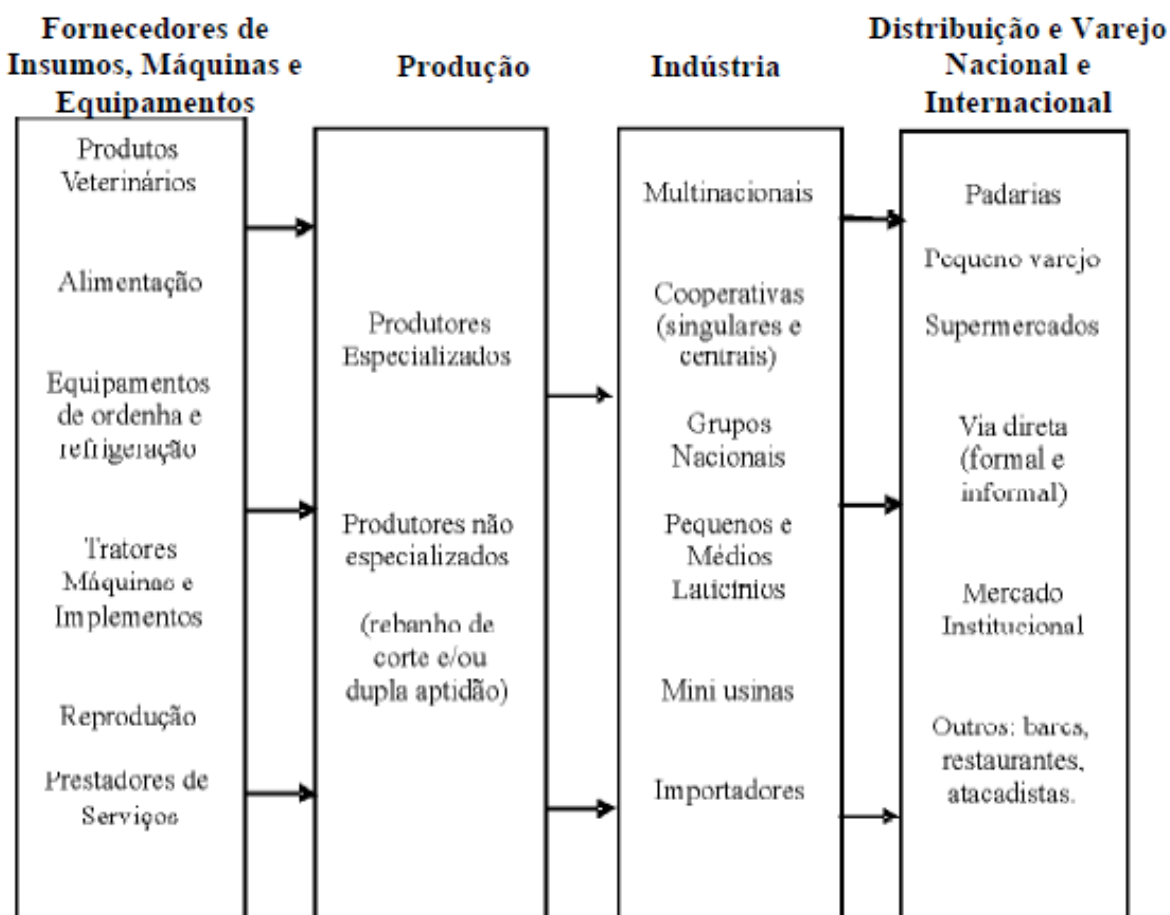 Fornecedores de
Insumos, Máquinas e
Equipamentos
Produtos
Veterinários
Alimentação
Equipamentos
de ordenha e
refrigeração
Tratores
Máquinas e
Implementos
Reprodução
Prestadores de
Serviços
Produção
Produtores
Especializados
Produtores não
especializados
(rebanho de
corte e/ou
dupla aptidão)
Indústria
Multinacionais
Cooperativas
(singulares e
centrais)
Grupos
Nacionais
Pequenos e
Médios
Laticínios
Mini usinas
Importadores
Distribuição e Varejo
Nacional e
Internacional
Padarias
Pequeno varejo
Supermercados
Via direta
(formal e
informal)
Mercado
Institucional
Outros: bares,
restaurantes,
atacadistas.